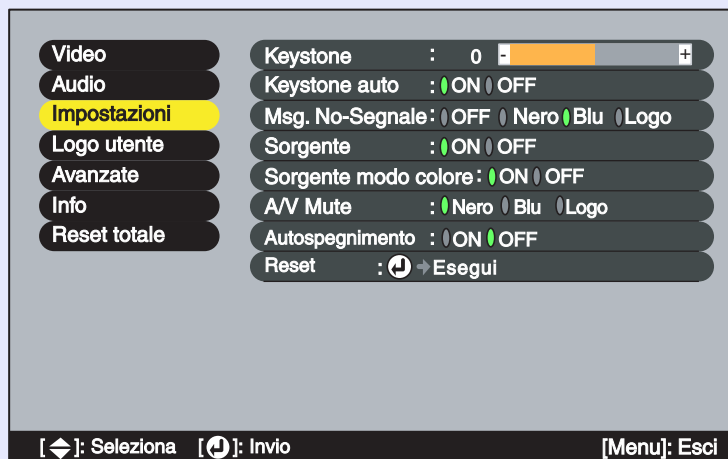 Video
Audio
Impostazioni
Logo utente
Avanzate
Info
Reset totale
Keystone : 0 - +
Keystone auto : ON OFF
Msg. No-Segnale : OFF Nero Blu Logo
Sorgente : ON OFF
Sorgente modo colore : ON OFF
A/V Mute : Nero Blu Logo
Autospegnimento : ON OFF
Reset : Esegui
[ ]: Seleziona [ ]: Invio [Menu]: Esci